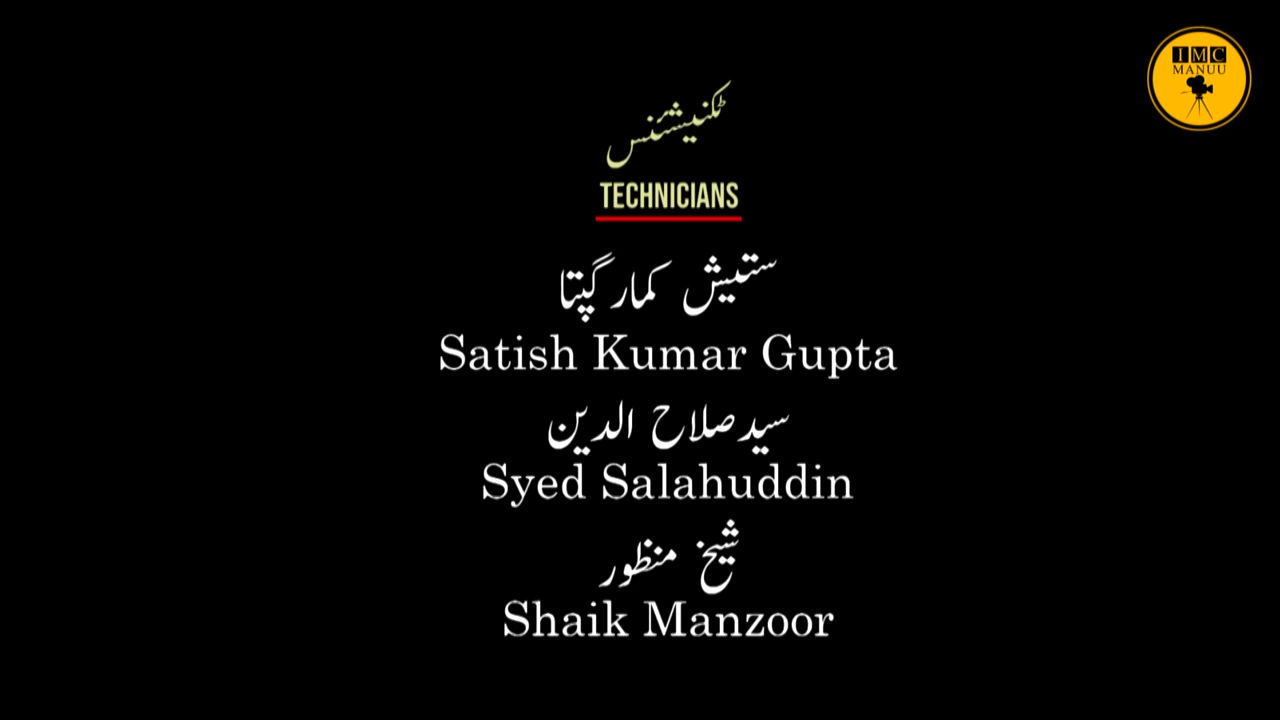 IMC
MANUU
ٹکنیشئنس
TECHNICIANS
ستیش کمار گپتا
Satish Kumar Gupta
سید صلاح الدین
Syed Salahuddin
شیخ منظور
Shaik Manzoor